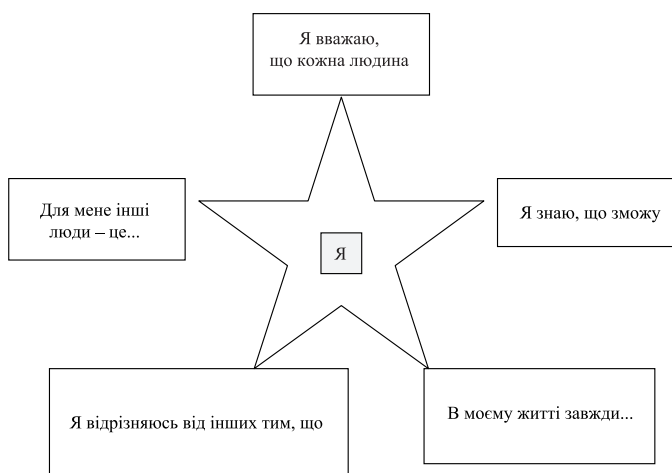 Я вважаю,
що кожна людина
Для мене інші
люди – це...
Я знаю, що зможу
Я
Я відрізняюсь від інших тим, що
В моєму житті завжди...